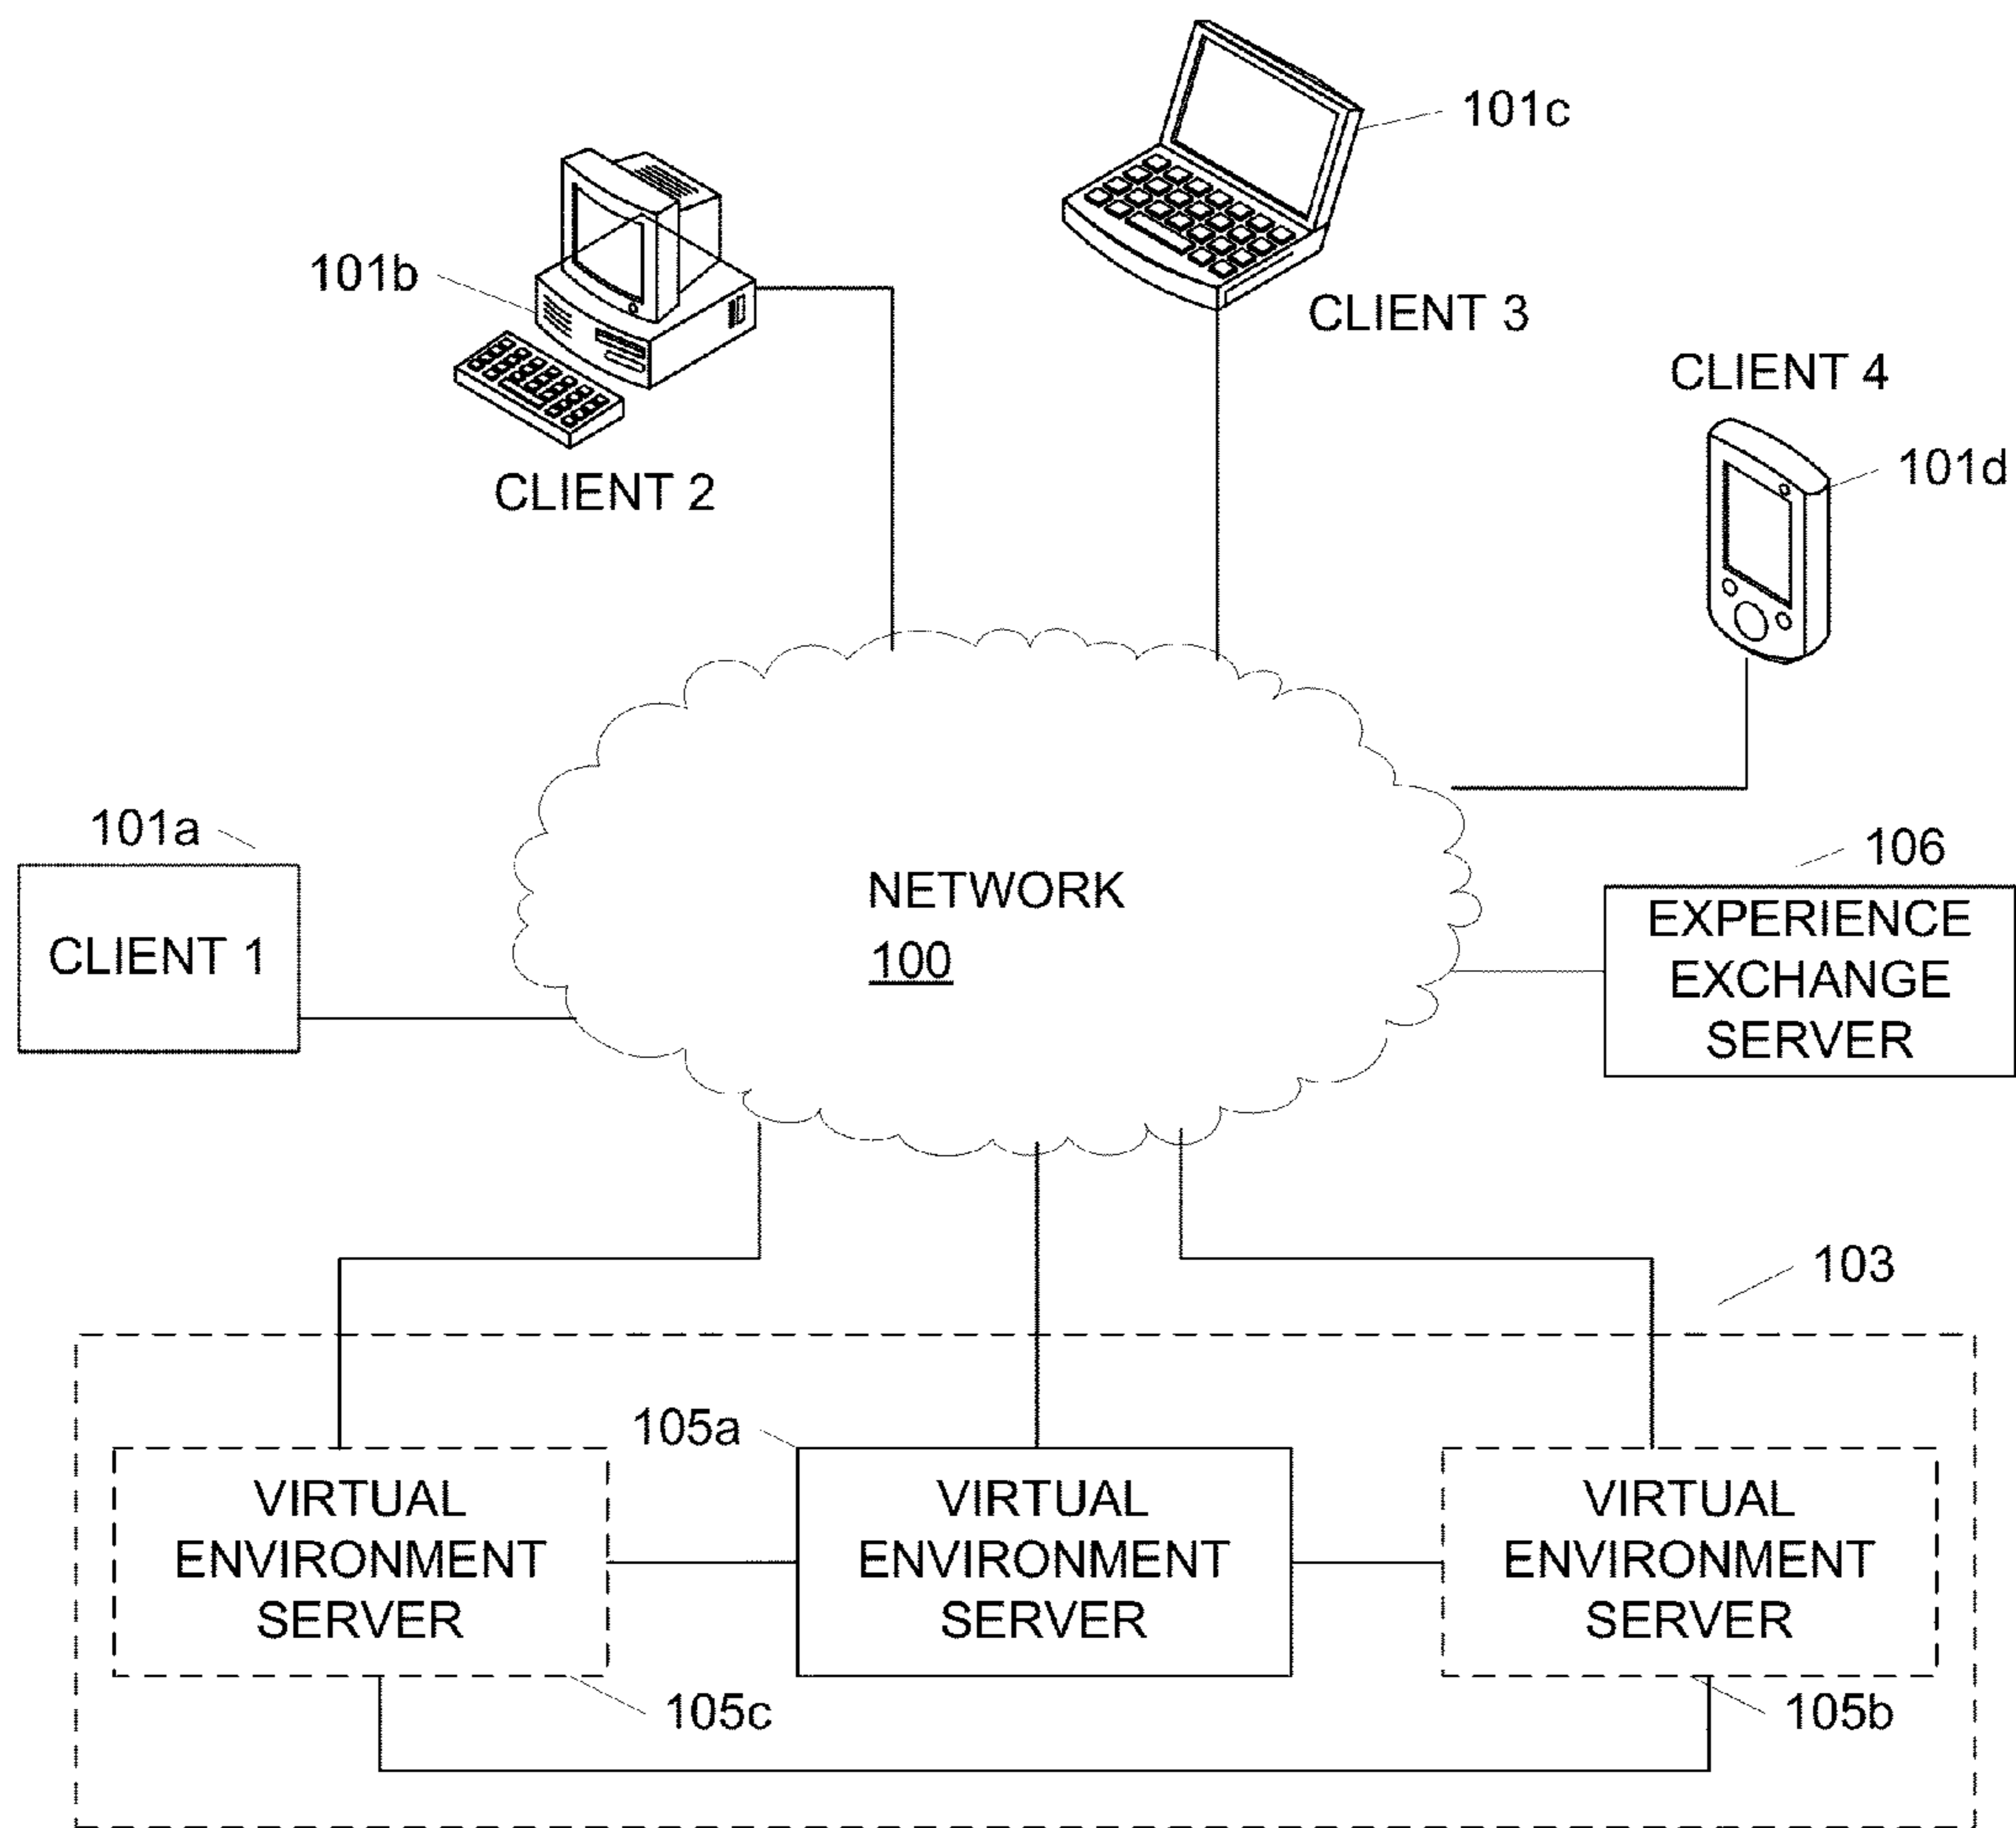 101c
101b
CLIENT 3
CLIENT 4
101d
CLIENT 2
101a
106
CLIENT 1
NETWORK
100
EXPERIENCE
EXCHANGE
SERVER
103
105a
VIRTUAL
ENVIRONMENT
SERVER
VIRTUAL
ENVIRONMENT
SERVER
VIRTUAL
ENVIRONMENT
SERVER
105c
105b